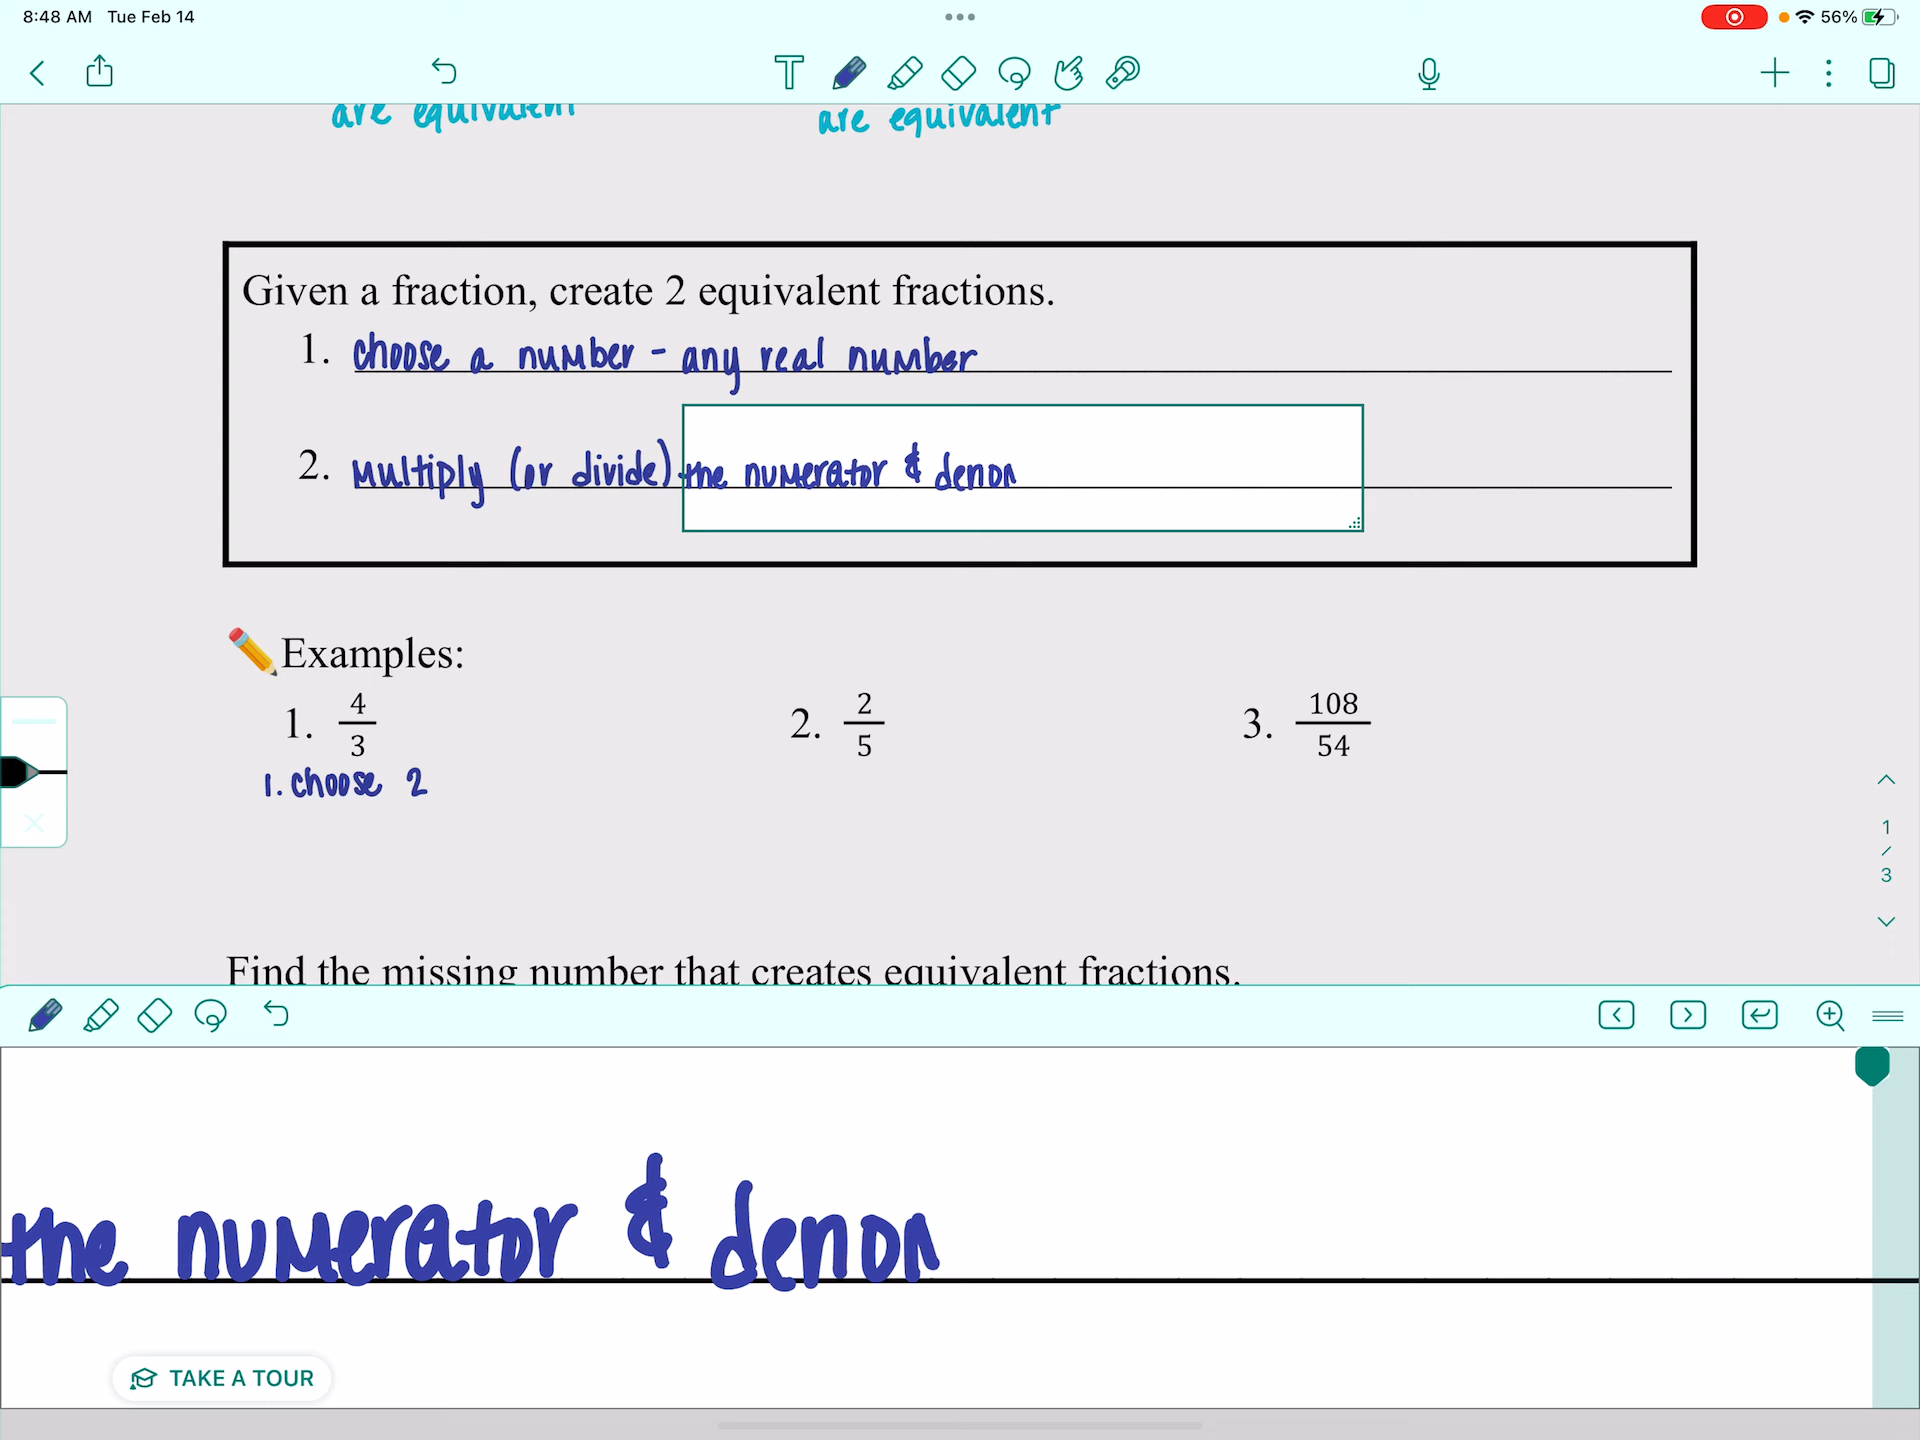 8:48 AM Tue Feb 14
56%
are equivalent are equivalent
Given a fraction, create 2 equivalent fractions.
1. choose a number - any real number
2. multiply (or divide) the numerator & denom
Examples:
1. 4/3 2. 2/5 3. 108/54
1. choose 2
1
/
3
Find the missing number that creates equivalent fractions.
the numerator & denom
TAKE A TOUR